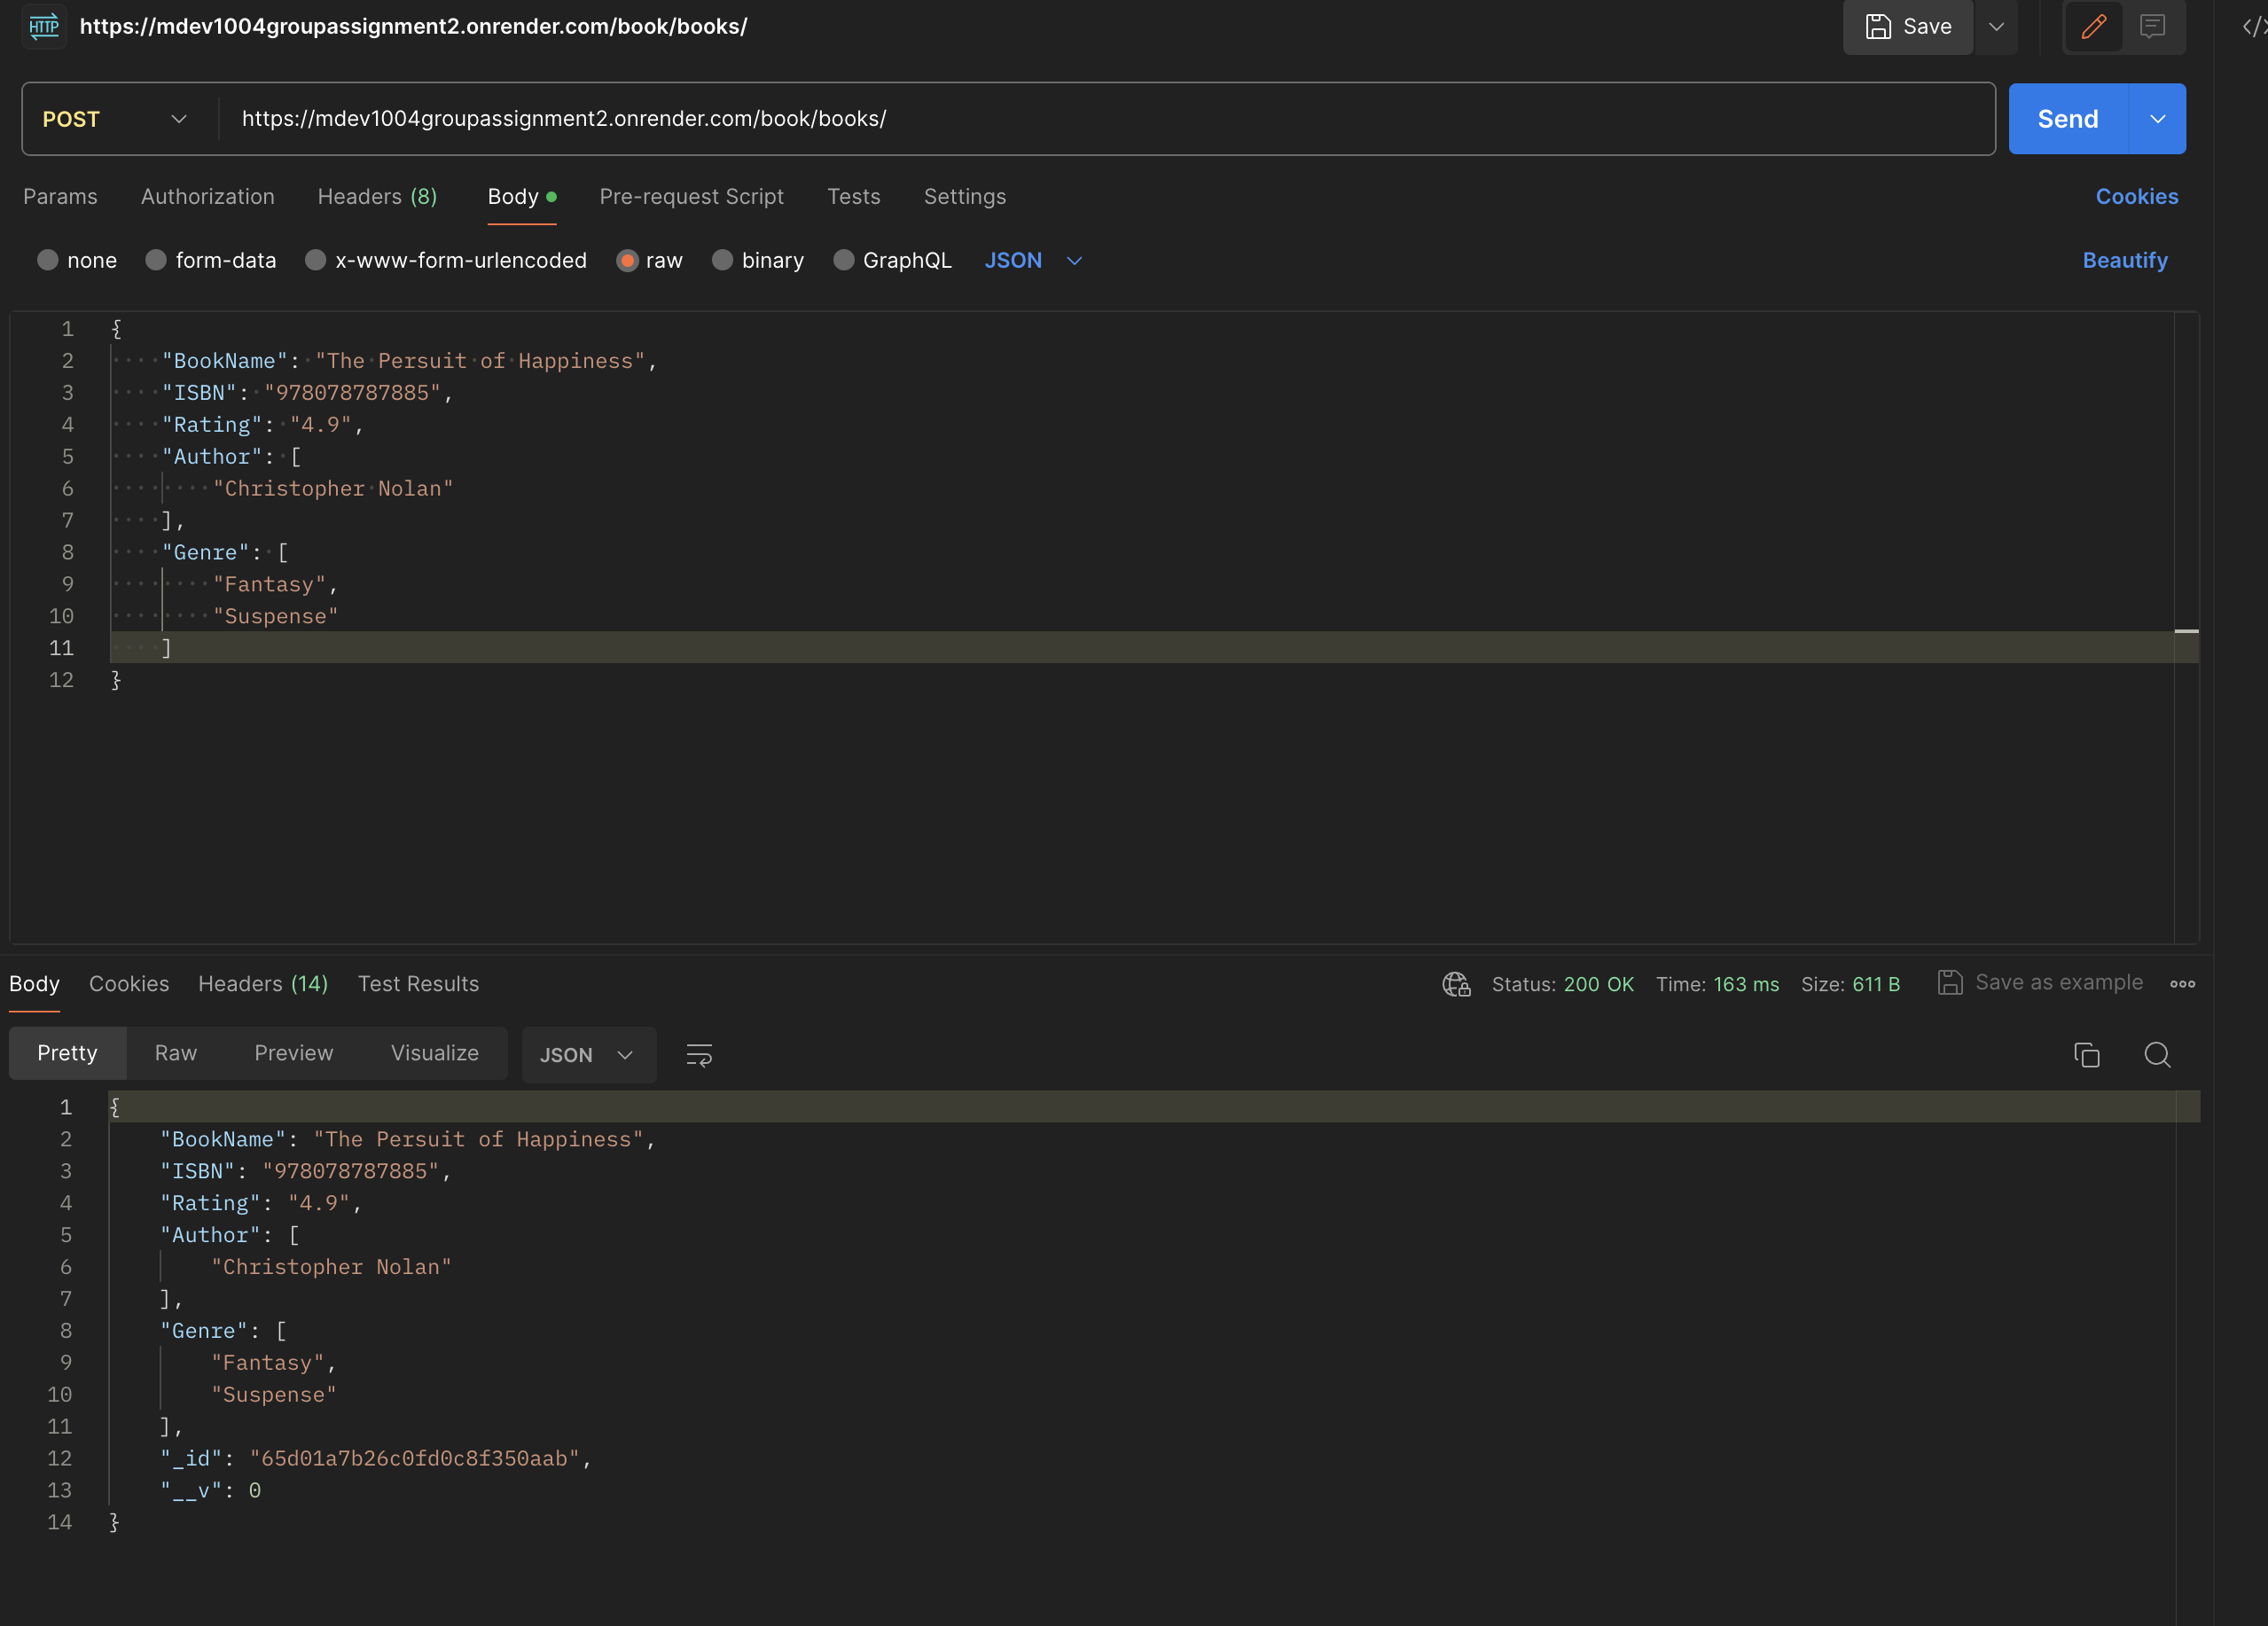 HTTP https://mdev1004groupassignment2.onrender.com/book/books/ Save
POST https://mdev1004groupassignment2.onrender.com/book/books/ Send
Params Authorization Headers (8) Body Pre-request Script Tests Settings Cookies
none form-data x-www-form-urlencoded raw binary GraphQL JSON Beautify
1 {
2 "BookName": "The Persuit of Happiness",
3 "ISBN": "978078787885",
4 "Rating": "4.9",
5 "Author": [
6 "Christopher Nolan"
7 ],
8 "Genre": [
9 "Fantasy",
10 "Suspense"
11 ]
12 }
Body Cookies Headers (14) Test Results Status: 200 OK Time: 163 ms Size: 611 B Save as example
Pretty Raw Preview Visualize JSON
1 {
2 "BookName": "The Persuit of Happiness",
3 "ISBN": "978078787885",
4 "Rating": "4.9",
5 "Author": [
6 "Christopher Nolan"
7 ],
8 "Genre": [
9 "Fantasy",
10 "Suspense"
11 ],
12 "_id": "65d01a7b26c0fd0c8f350aab",
13 "__v": 0
14 }